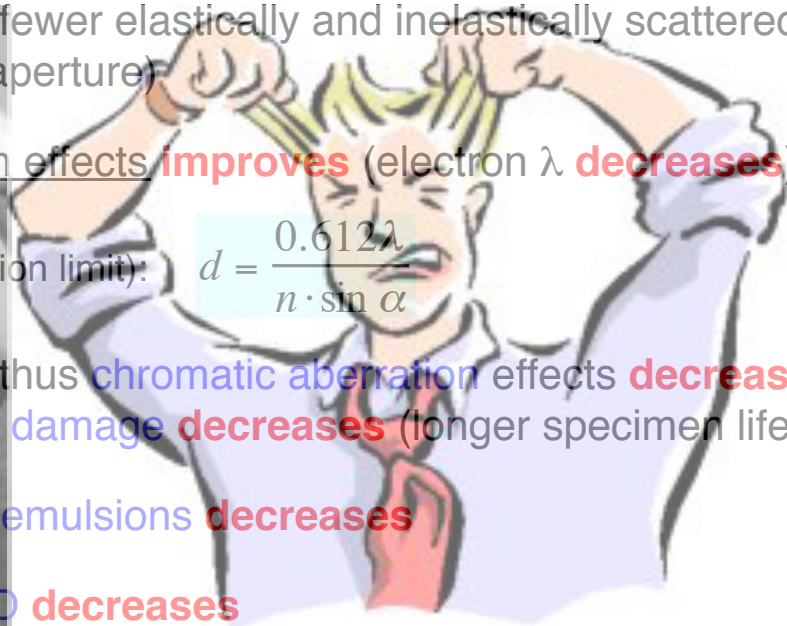 fewer elastically and inelastically scattered
aperture)
effects improves (electron λ decreases)
limit): d = 0.612λ / n · sin α
thus chromatic aberration effects decreas
damage decreases (longer specimen life
emulsions decreases
decreases